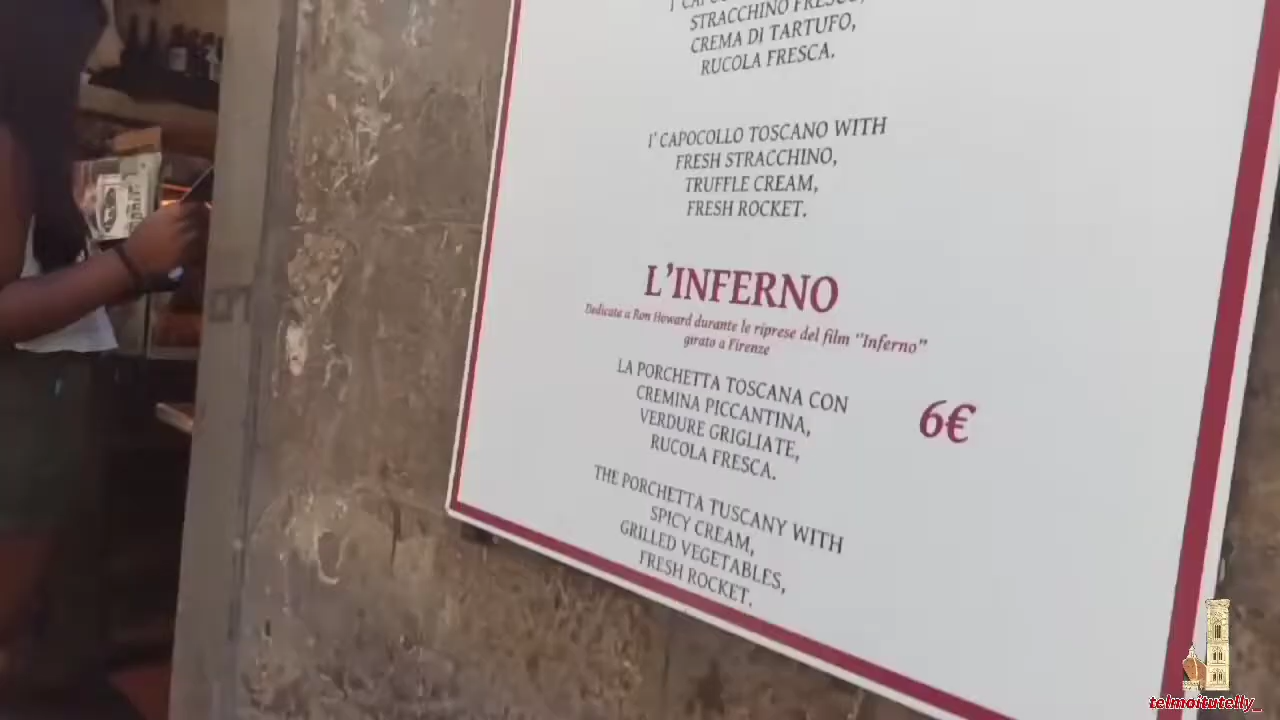 STRACCHINO FRESCO,
CREMA DI TARTUFO,
RUCOLA FRESCA.
I' CAPOCOLLO TOSCANO WITH
FRESH STRACCHINO,
TRUFFLE CREAM,
FRESH ROCKET.
L'INFERNO
Dedicate a Ron Howard durante le riprese del film "Inferno"
girato a Firenze
LA PORCHETTA TOSCANA CON
CREMINA PICCANTINA,
VERDURE GRIGLIATE,
RUCOLA FRESCA.
6€
THE PORCHETTA TUSCANY WITH
SPICY CREAM,
GRILLED VEGETABLES,
FRESH ROCKET.
telmoitutelly_